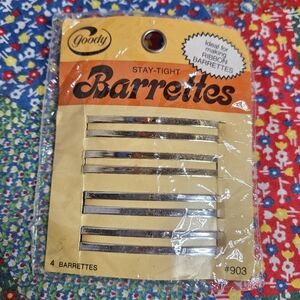 Goody
Ideal for
making
RIBBON
BARRETTES
STAY-TIGHT
Barrettes
4 BARRETTES
#903